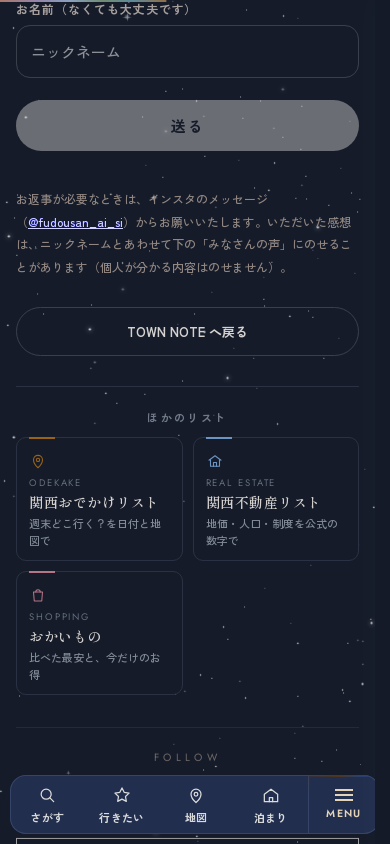 お名前（なくても大丈夫です）
ニックネーム
送る
お返事が必要なときは、インスタのメッセージ
（@fudousan_ai_si）からお願いいたします。いただいた感想
は、ニックネームとあわせて下の「みなさんの声」にのせるこ
とがあります（個人が分かる内容はのせません）。
TOWN NOTE へ戻る
ほかのリスト
ODEKAKE
関西おでかけリスト
週末どこ行く？を日付と地
図で
REAL ESTATE
関西不動産リスト
地価・人口・制度を公式の
数字で
SHOPPING
おかいもの
比べた最安と、今だけのお
得
FOLLOW
さがす
行きたい
地図
泊まり
MENU